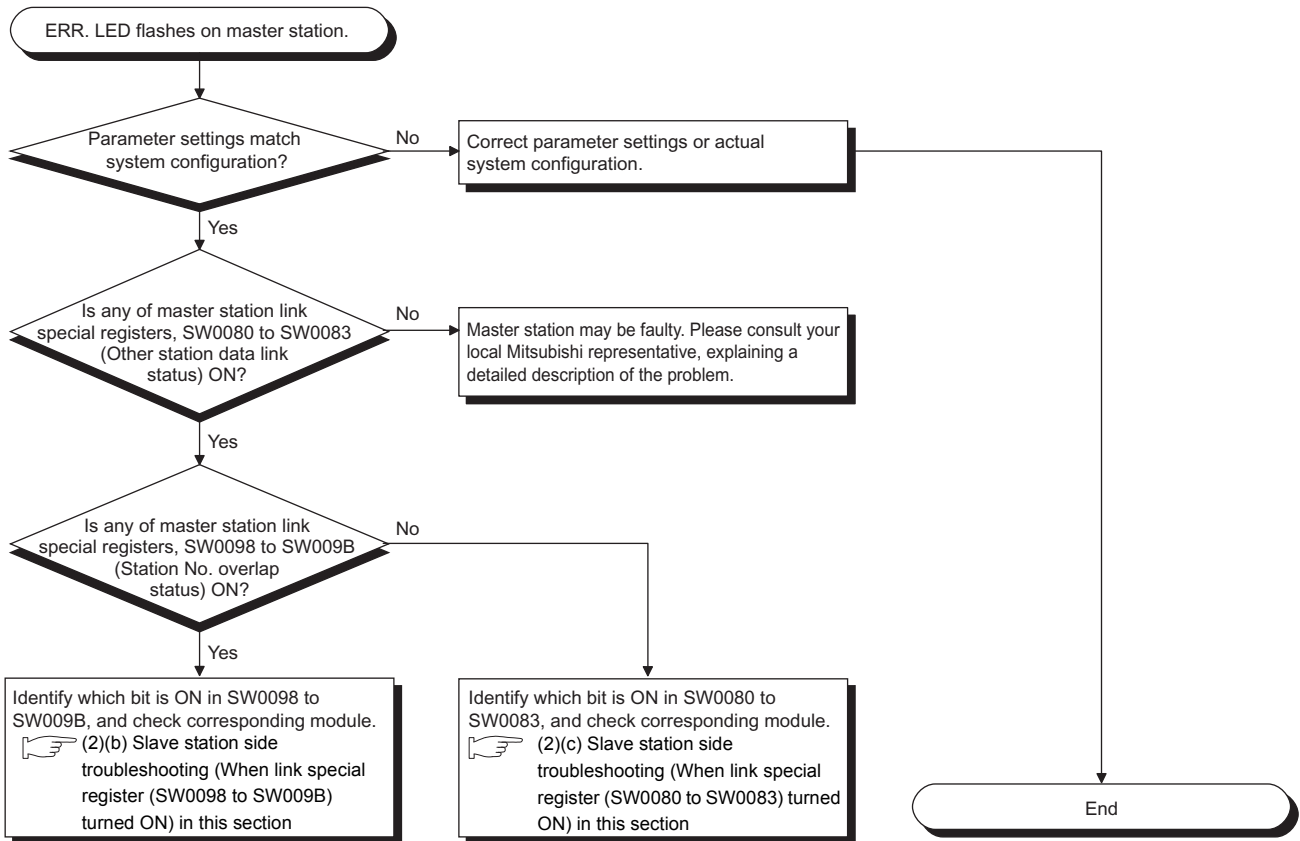 ERR. LED flashes on master station.
Parameter settings match
system configuration?
No
Correct parameter settings or actual
system configuration.
Yes
Is any of master station link
special registers, SW0080 to SW0083
(Other station data link
status) ON?
No
Master station may be faulty. Please consult your
local Mitsubishi representative, explaining a
detailed description of the problem.
Yes
Is any of master station link
special registers, SW0098 to SW009B
(Station No. overlap
status) ON?
No
Yes
Identify which bit is ON in SW0098 to
SW009B, and check corresponding module.
(2)(b) Slave station side
troubleshooting (When link special
register (SW0098 to SW009B)
turned ON) in this section
Identify which bit is ON in SW0080 to
SW0083, and check corresponding module.
(2)(c) Slave station side
troubleshooting (When link special
register (SW0080 to SW0083) turned
ON) in this section
End